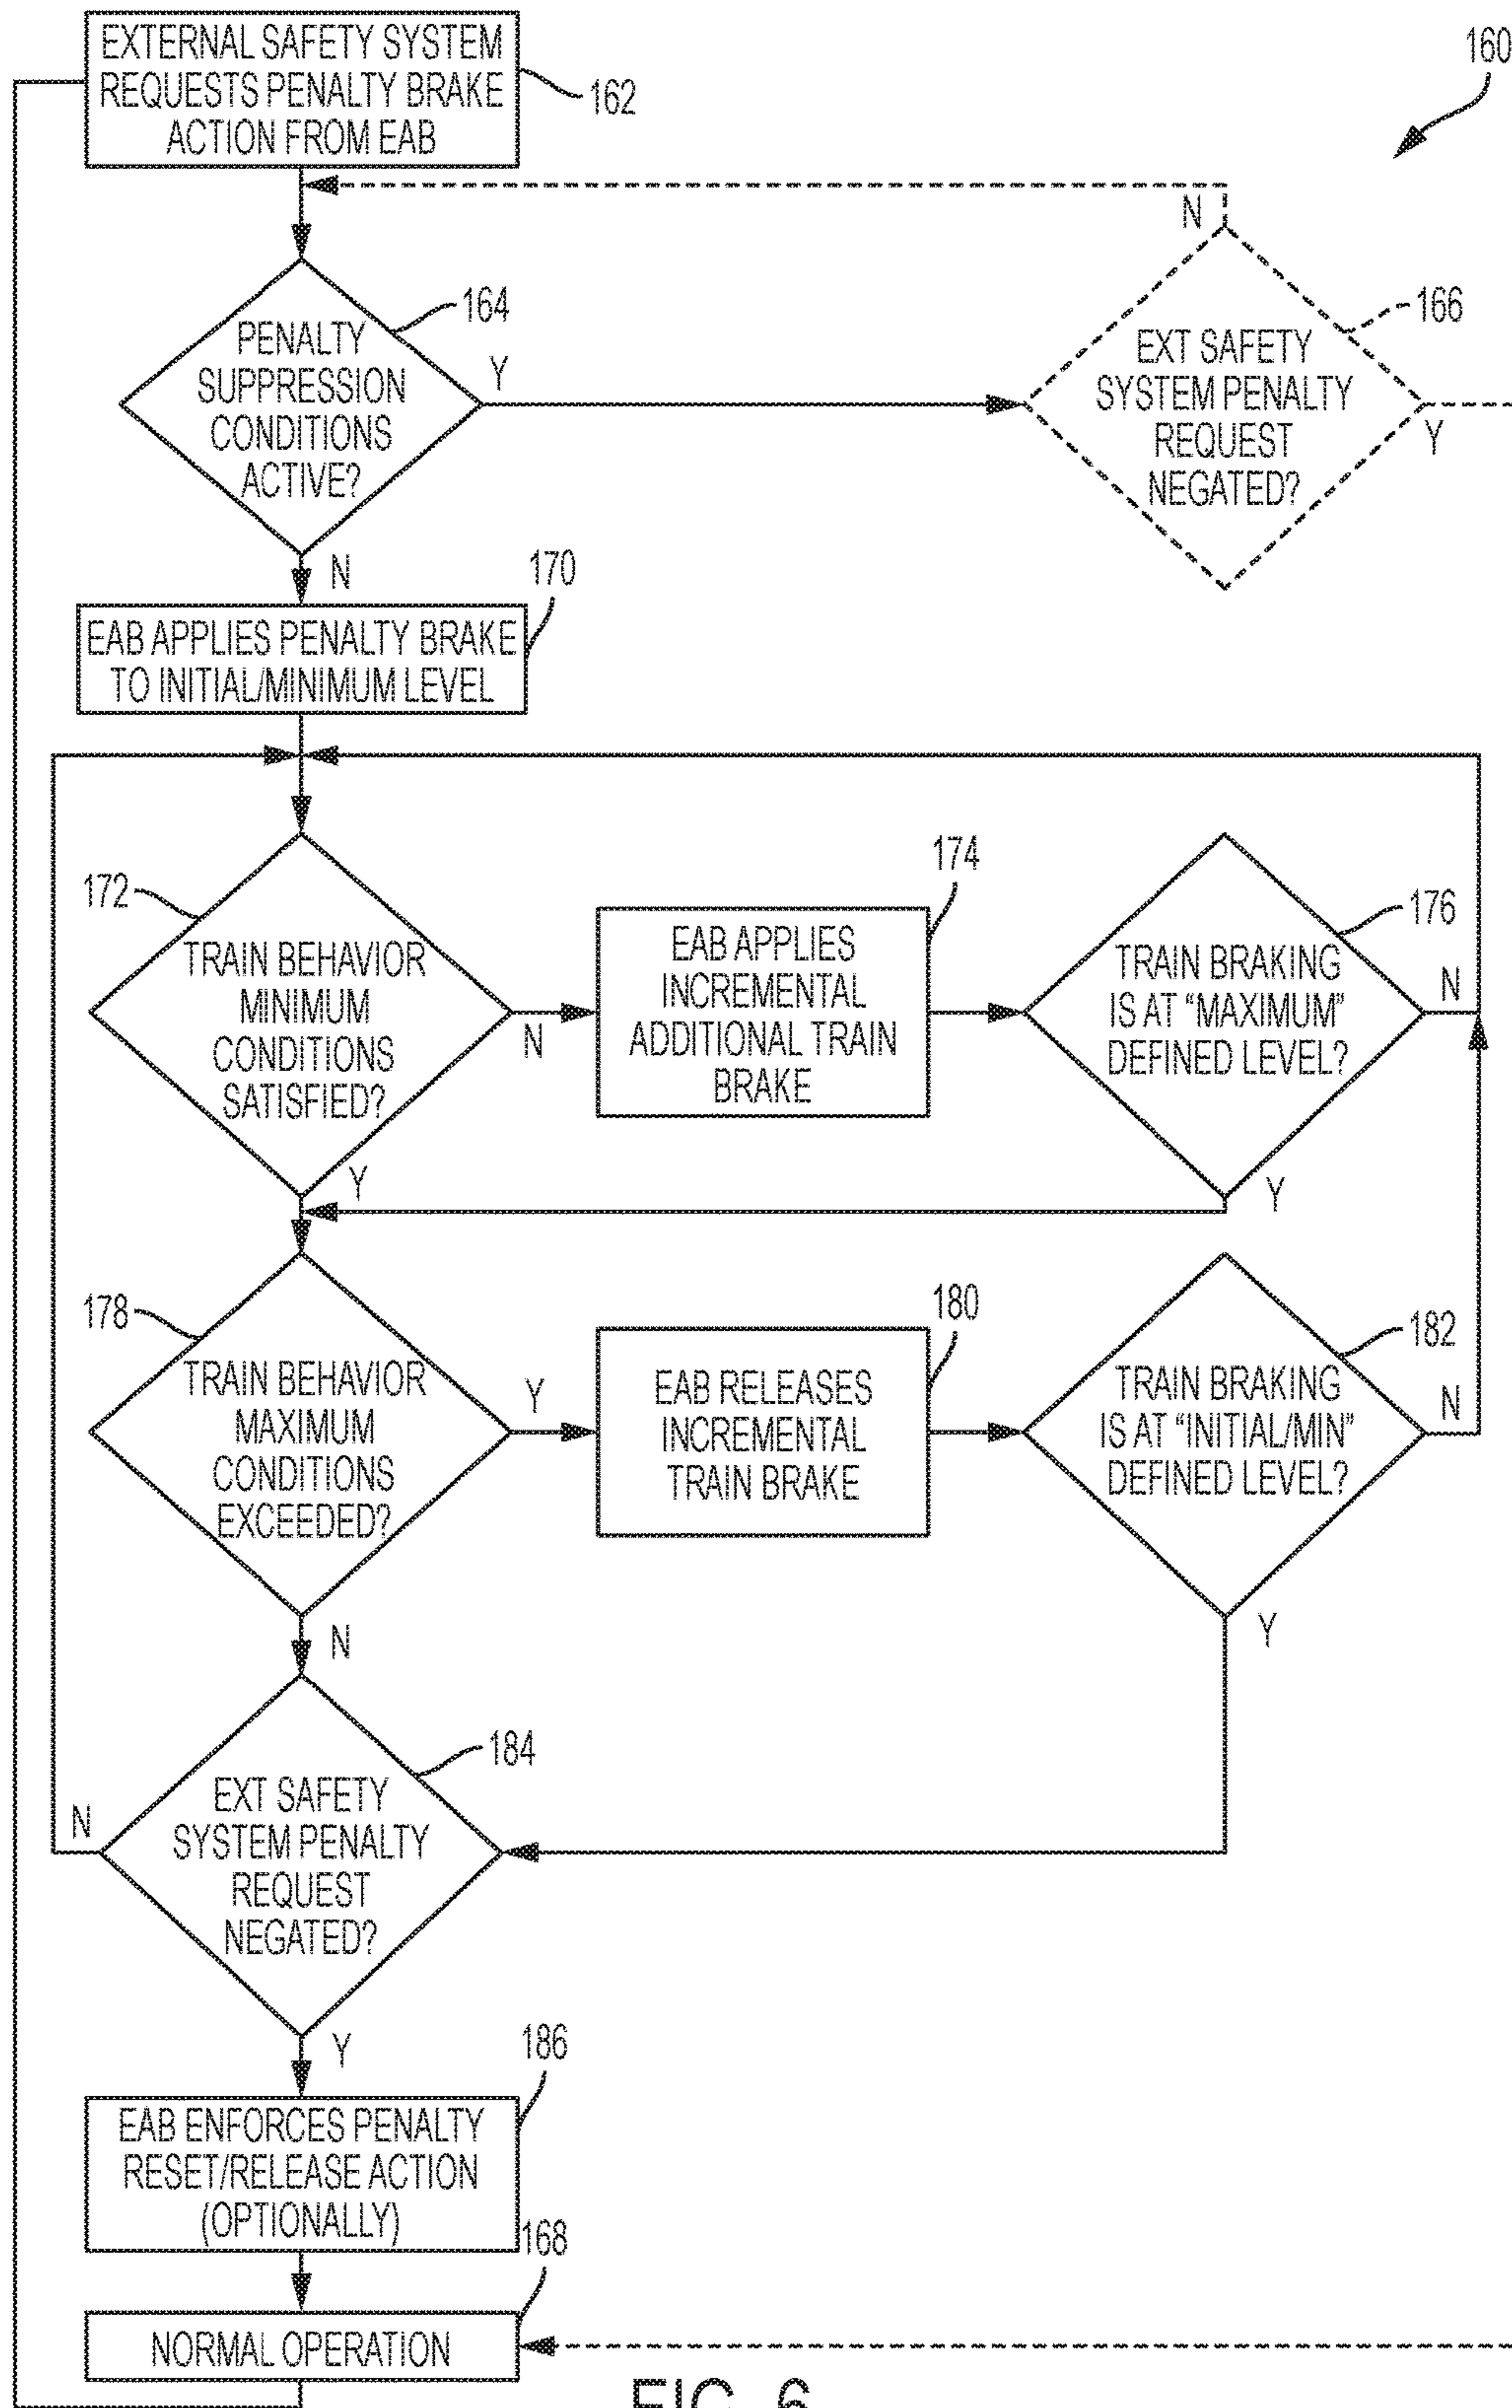 EXTERNAL SAFETY SYSTEM
REQUESTS PENALTY BRAKE
ACTION FROM EAB
162
160
N
164
PENALTY
SUPPRESSION
CONDITIONS
ACTIVE?
Y
166
EXT SAFETY
SYSTEM PENALTY
REQUEST
NEGATED?
Y
N
170
EAB APPLIES PENALTY BRAKE
TO INITIAL/MINIMUM LEVEL
172
TRAIN BEHAVIOR
MINIMUM
CONDITIONS
SATISFIED?
N
174
EAB APPLIES
INCREMENTAL
ADDITIONAL TRAIN
BRAKE
176
TRAIN BRAKING
IS AT "MAXIMUM"
DEFINED LEVEL?
N
Y
Y
178
TRAIN BEHAVIOR
MAXIMUM
CONDITIONS
EXCEEDED?
Y
180
EAB RELEASES
INCREMENTAL
TRAIN BRAKE
182
TRAIN BRAKING
IS AT "INITIAL/MIN"
DEFINED LEVEL?
N
N
Y
184
EXT SAFETY
SYSTEM PENALTY
REQUEST
NEGATED?
N
Y
186
EAB ENFORCES PENALTY
RESET/RELEASE ACTION
(OPTIONALLY)
168
NORMAL OPERATION
FIG. 6